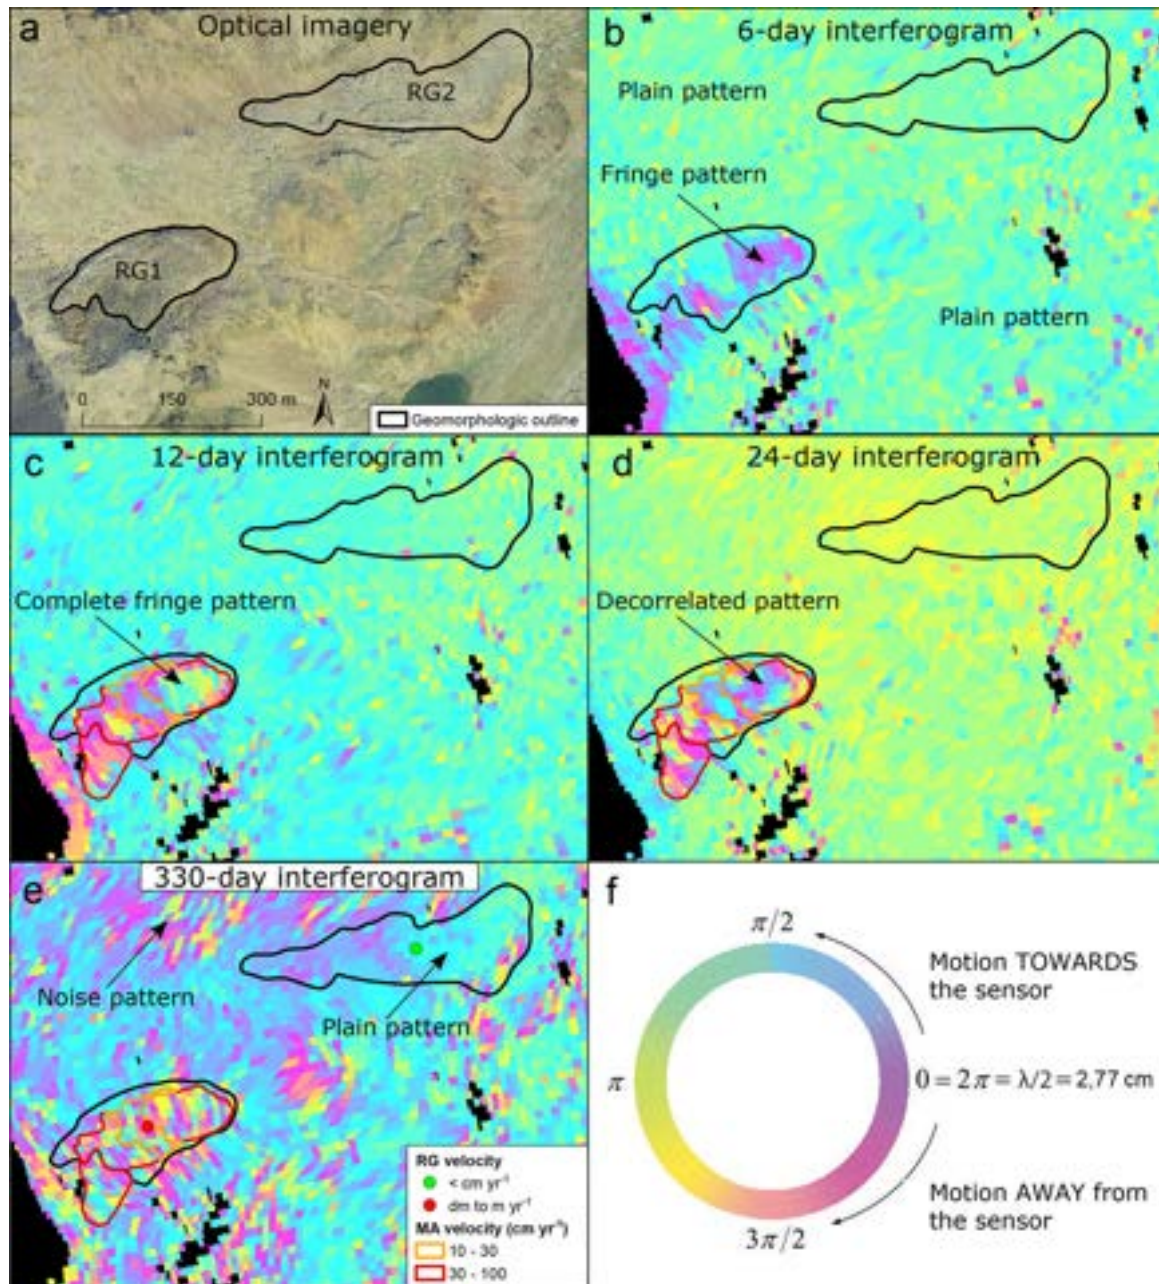 a
Optical imagery
RG2
RG1
0 150 300 m
N
Geomorphologic outline
b
6-day interferogram
Plain pattern
Fringe pattern
Plain pattern
c
12-day interferogram
Complete fringe pattern
d
24-day interferogram
Decorrelated pattern
e
330-day interferogram
Noise pattern
Plain pattern
RG velocity
< cm yr⁻¹
dm to m yr⁻¹
MA velocity (cm yr⁻¹)
10 - 30
30 - 100
f
π/2
Motion TOWARDS
the sensor
π
0 = 2π = λ/2 = 2,77 cm
Motion AWAY from
the sensor
3π/2